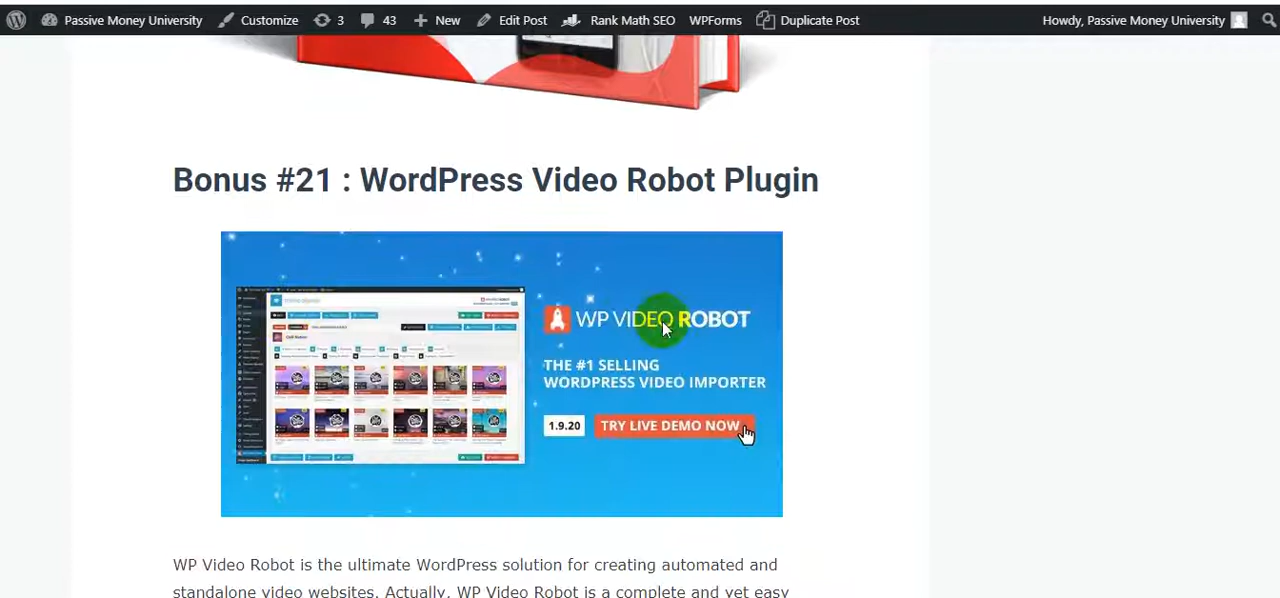 Passive Money University Customize 3 43 New Edit Post Rank Math SEO WPForms Duplicate Post Howdy, Passive Money University
Bonus #21 : WordPress Video Robot Plugin
WP VIDEO ROBOT
THE #1 SELLING
WORDPRESS VIDEO IMPORTER
1.9.20 TRY LIVE DEMO NOW
WP Video Robot is the ultimate WordPress solution for creating automated and
standalone video websites. Actually, WP Video Robot is a complete and yet easy